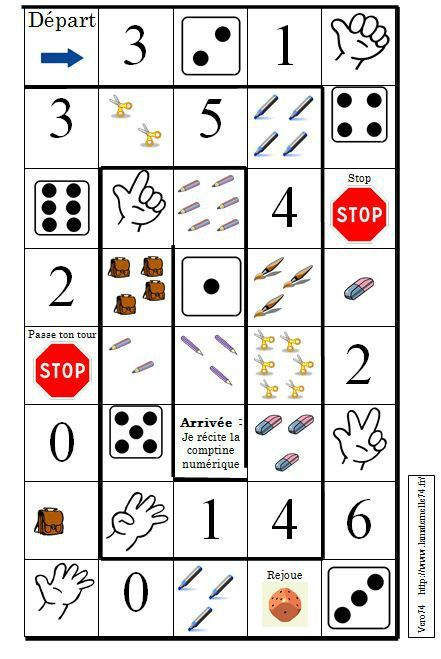 Départ
3
1
3
5
4
Stop
STOP
2
Passe ton tour
STOP
2
0
Arrivée :
Je récite la
comptine
numérique
1
4
6
0
Rejoue
Vero74 http://www.lamaternelle74.fr/